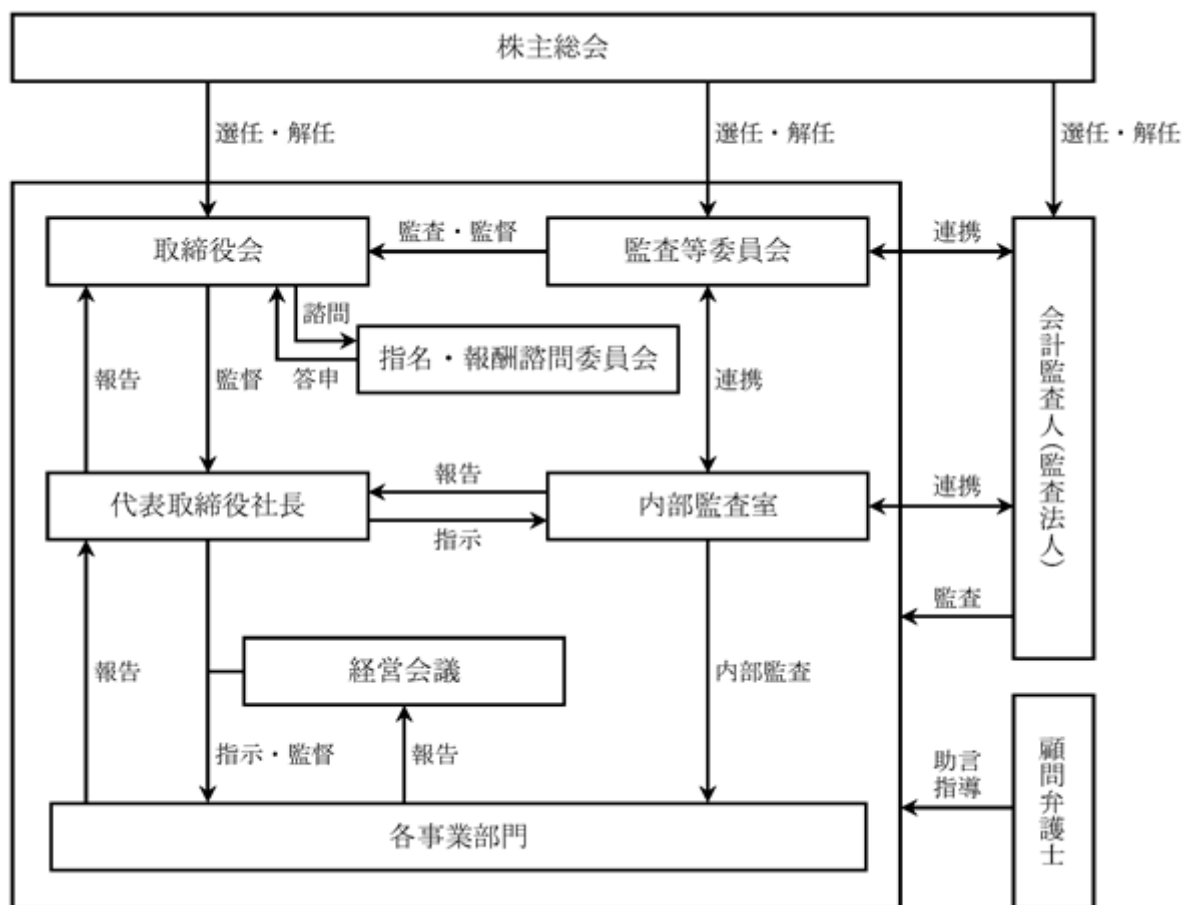 株主総会
選任・解任
選任・解任
選任・解任
取締役会
監査・監督
監査等委員会
連携
諮問
指名・報酬諮問委員会
答申
報告
監督
連携
会計監査人(監査法人)
代表取締役社長
報告
指示
内部監査室
連携
監査
報告
経営会議
内部監査
指示・監督
報告
助言
指導
顧問弁護士
各事業部門